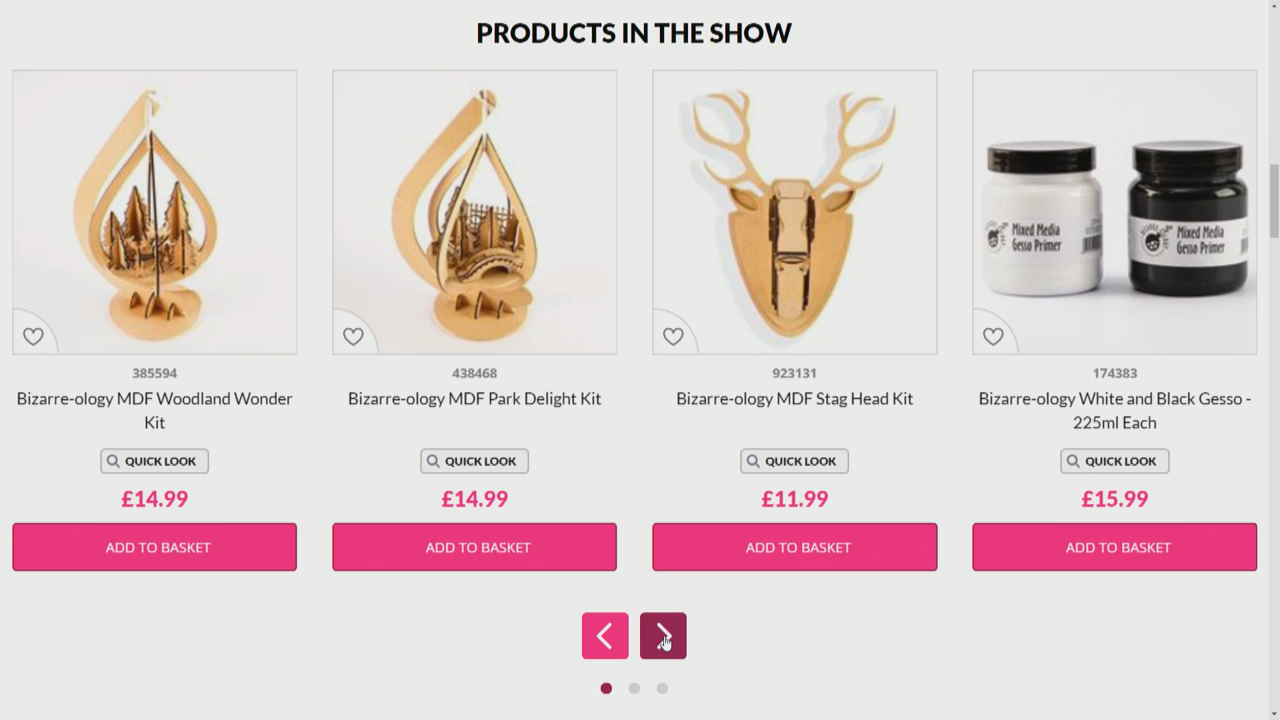 PRODUCTS IN THE SHOW
Mixed Media
Gesso Primer
Mixed Media
Gesso Primer
385594
438468
923131
174383
Bizarre-ology MDF Woodland Wonder
Kit
Bizarre-ology MDF Park Delight Kit
Bizarre-ology MDF Stag Head Kit
Bizarre-ology White and Black Gesso -
225ml Each
QUICK LOOK
QUICK LOOK
QUICK LOOK
QUICK LOOK
£14.99
£14.99
£11.99
£15.99
ADD TO BASKET
ADD TO BASKET
ADD TO BASKET
ADD TO BASKET